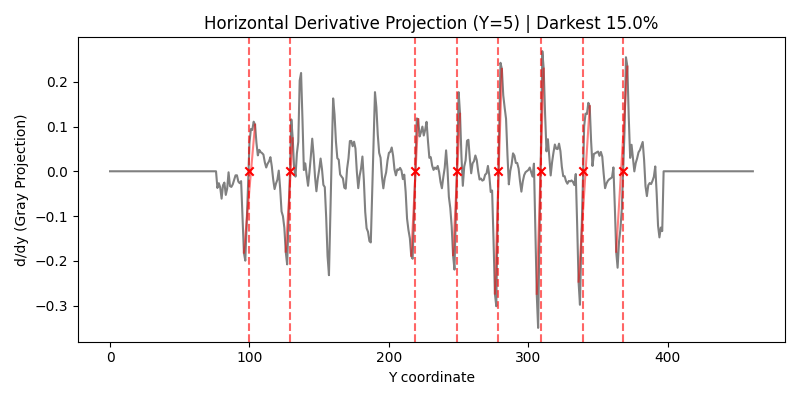 Horizontal Derivative Projection (Y=5) | Darkest 15.0%
d/dy (Gray Projection)
0.2
0.1
0.0
−0.1
−0.2
−0.3
0 100 200 300 400
Y coordinate